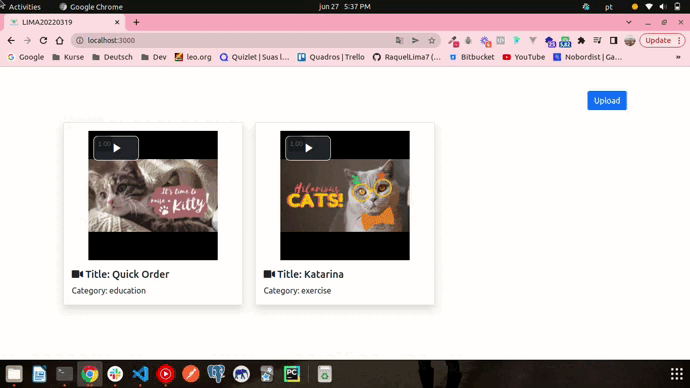 Activities
Google Chrome
jun 27 5:37 PM
pt
LIMA20220319
localhost:3000
Update
Google
Kurse
Deutsch
Dev
leo.org
Quizlet | Suas l...
Quadros | Trello
RaquelLima7 (...
Bitbucket
YouTube
Nobordist | Ga...
»
Upload
1.00
1.00
It's time to
raise a
Kitty!
Hilarious
CATS!
Title: Quick Order
Category: education
Title: Katarina
Category: exercise